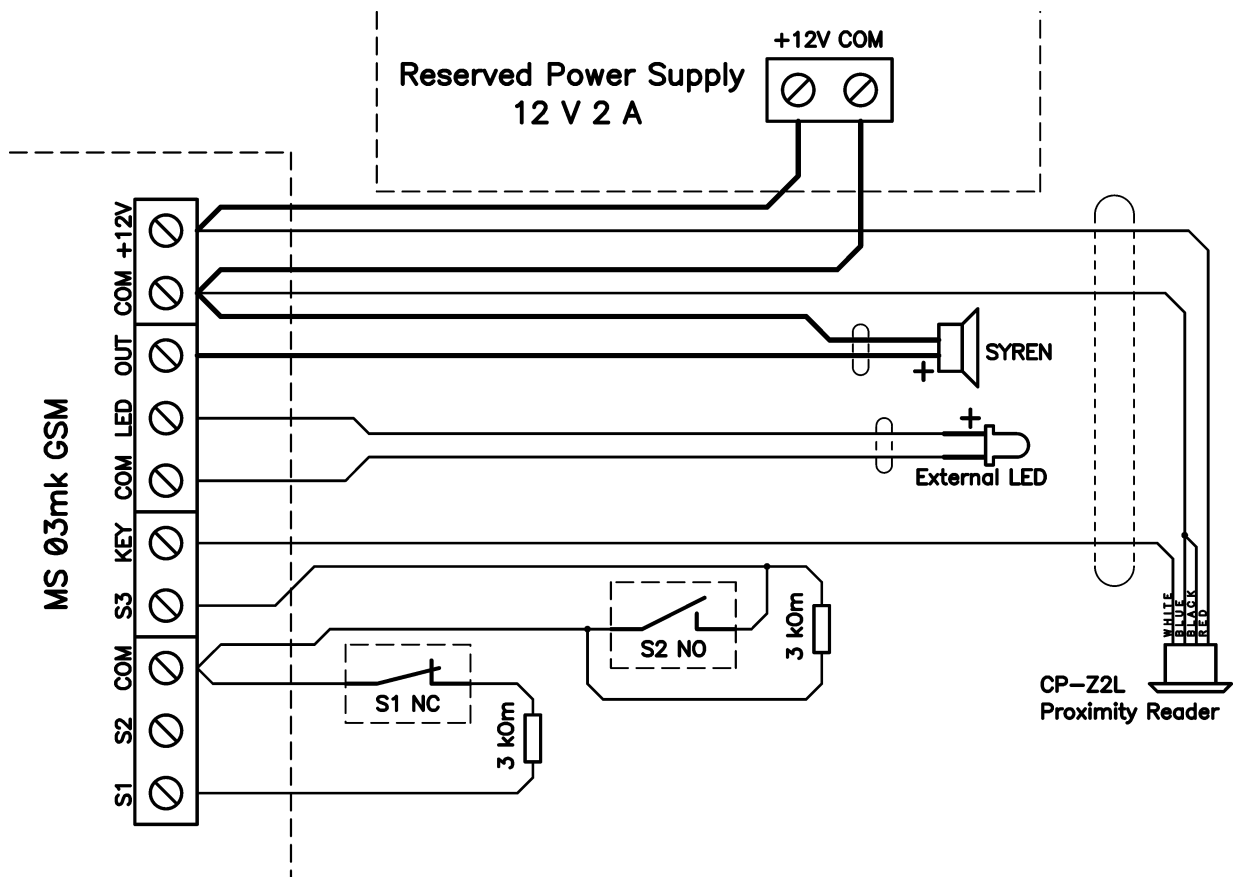 +12V COM
Reserved Power Supply
12 V 2 A
MS 03mk GSM
+12V
COM
OUT
LED
COM
KEY
S3
COM
S2
S1
SYREN
+
+
External LED
S2 NO
3 kOm
S1 NC
3 kOm
WHITE
BLUE
BLACK
RED
CP-Z2L
Proximity Reader